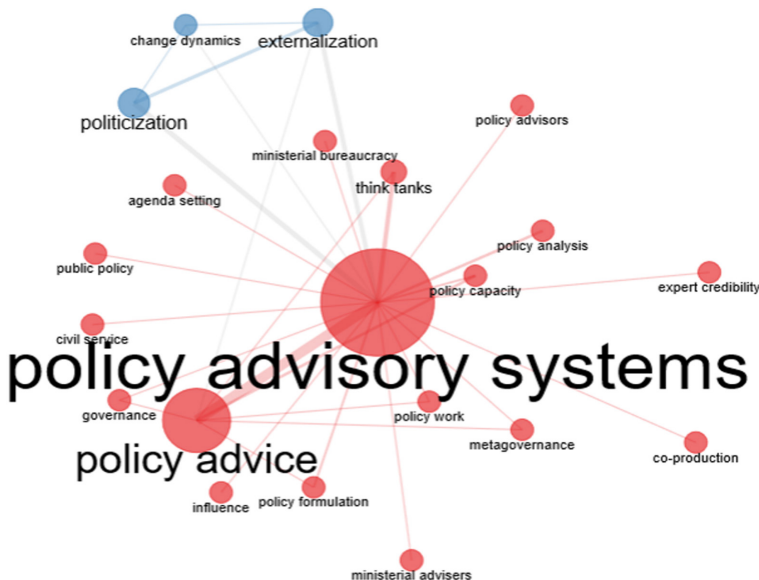 change dynamics
externalization
politicization
policy advisors
ministerial bureaucracy
think tanks
agenda setting
policy analysis
public policy
policy capacity
expert credibility
civil service
policy advisory systems
governance
policy work
metagovernance
co-production
policy advice
influence
policy formulation
ministerial advisers